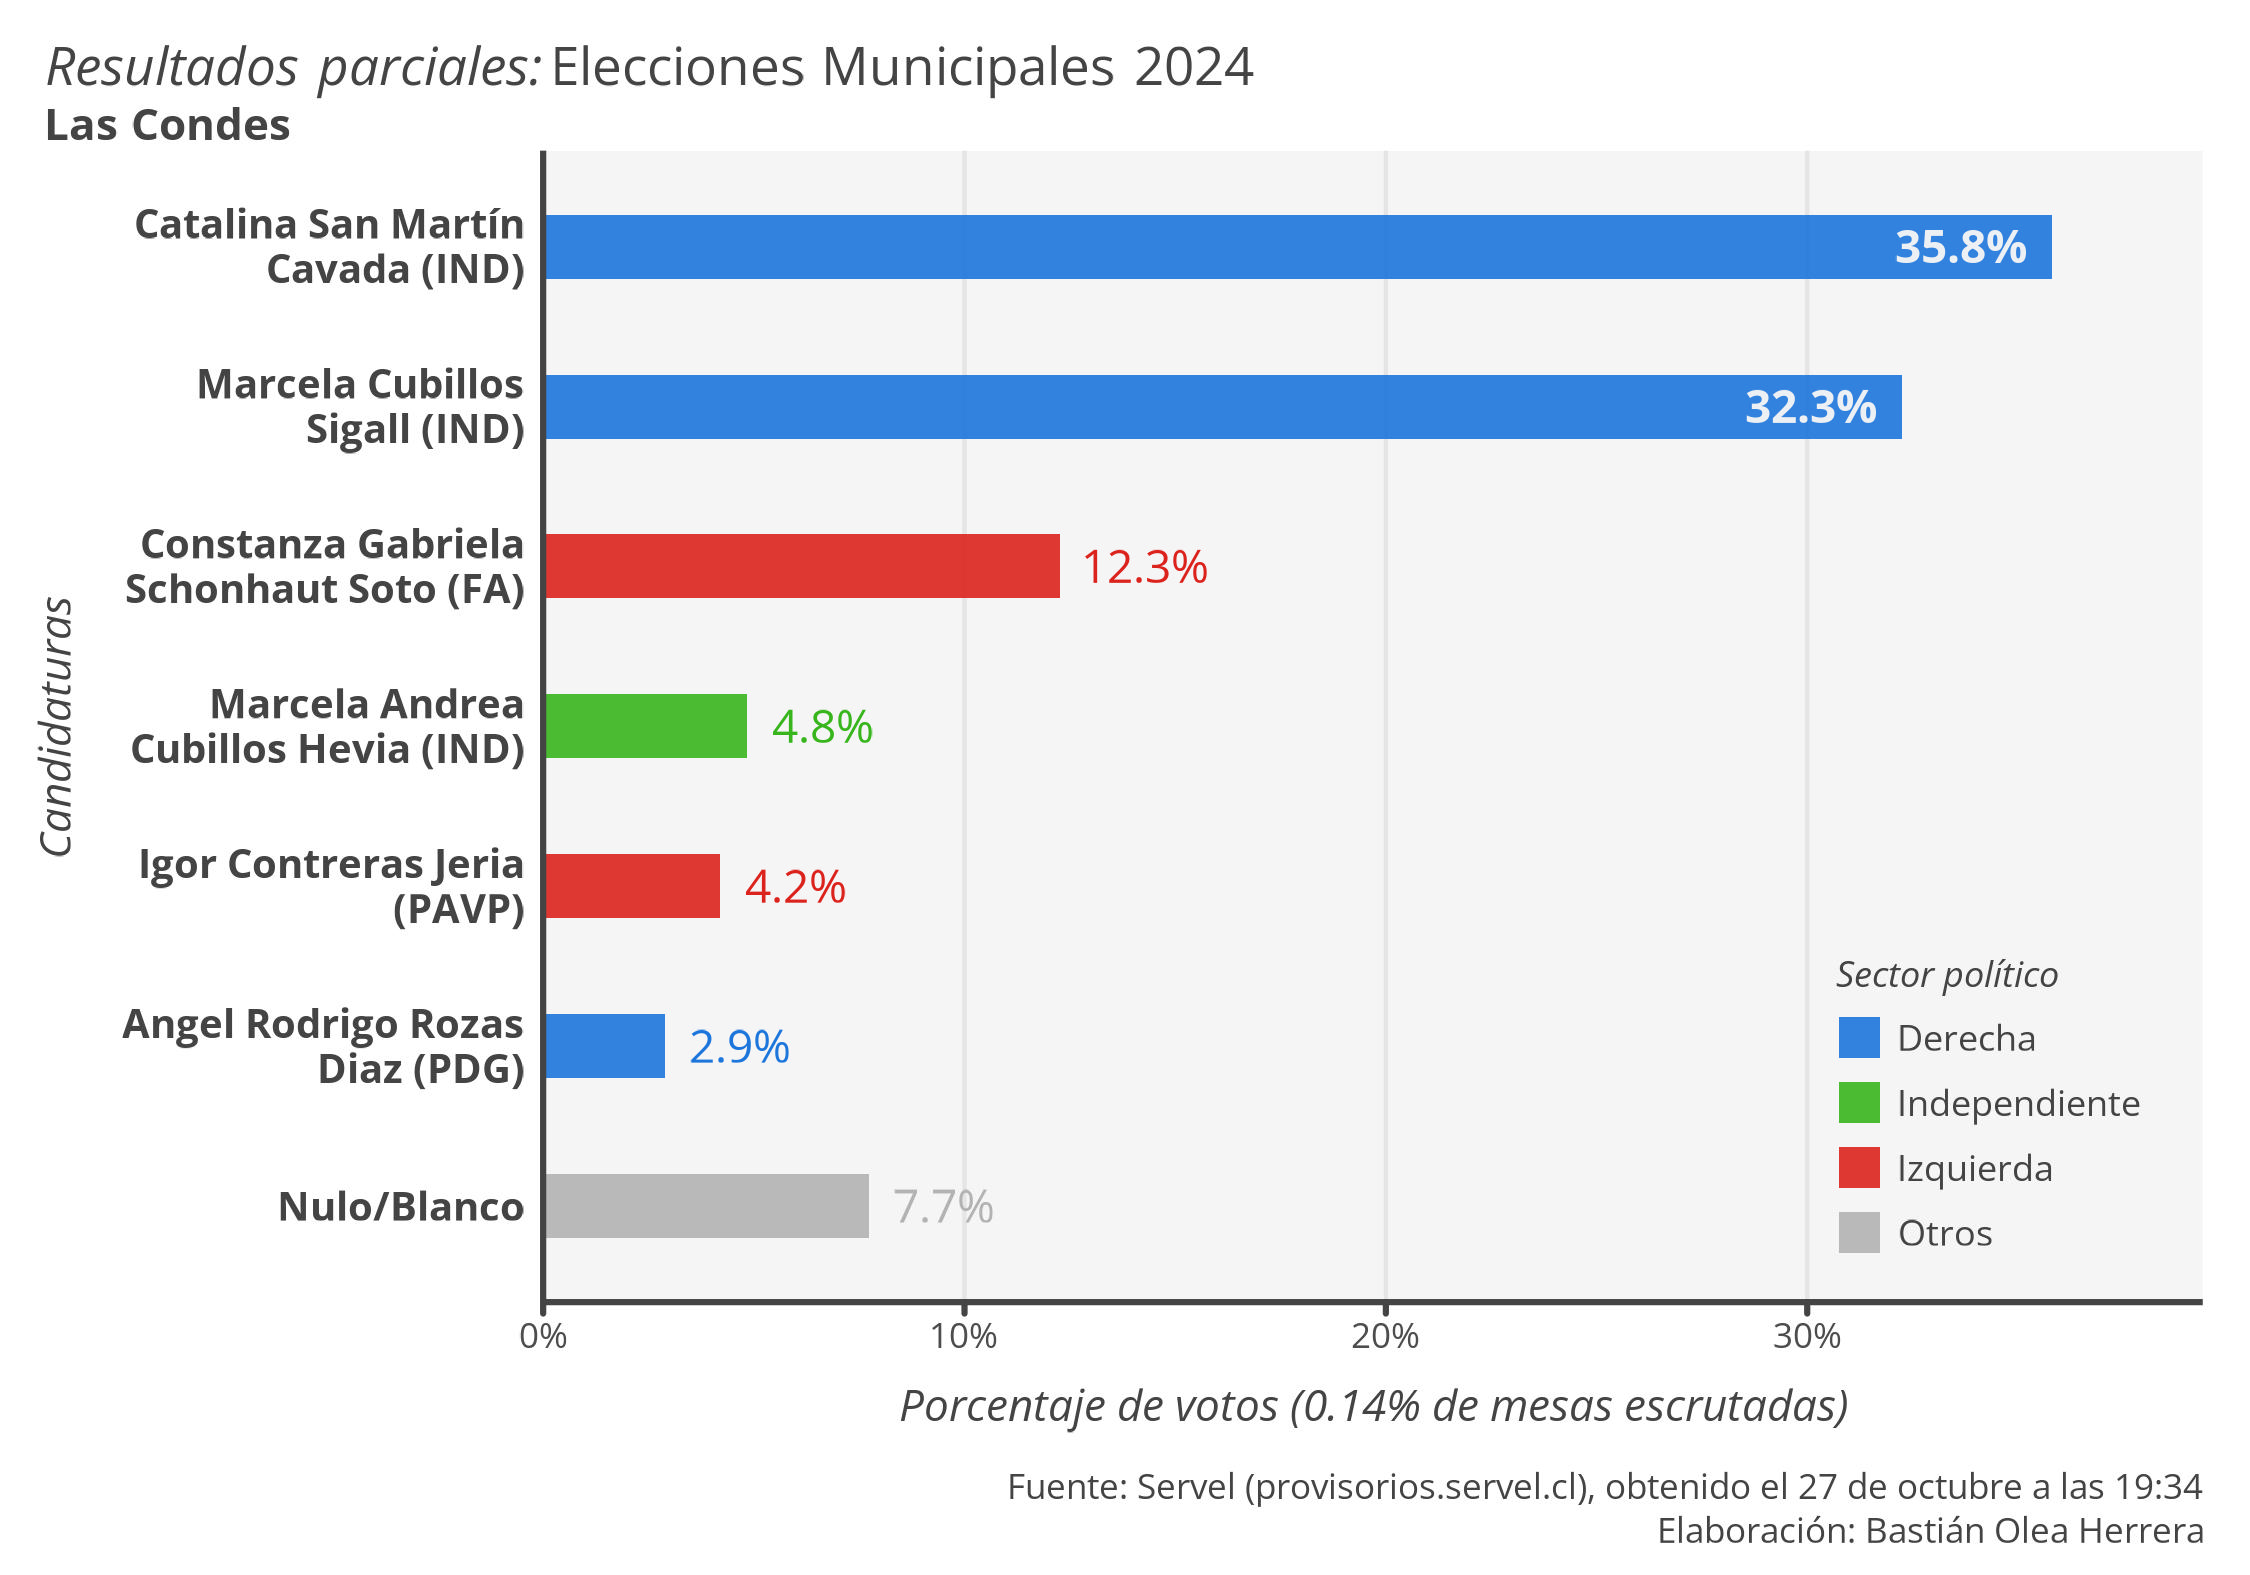 Resultados parciales: Elecciones Municipales 2024
Las Condes
Candidaturas
Catalina San Martín
Cavada (IND)
35.8%
Marcela Cubillos
Sigall (IND)
32.3%
Constanza Gabriela
Schonhaut Soto (FA)
12.3%
Marcela Andrea
Cubillos Hevia (IND)
4.8%
Igor Contreras Jeria
(PAVP)
4.2%
Angel Rodrigo Rozas
Diaz (PDG)
2.9%
Nulo/Blanco
7.7%
Sector político
Derecha
Independiente
Izquierda
Otros
0% 10% 20% 30%
Porcentaje de votos (0.14% de mesas escrutadas)
Fuente: Servel (provisorios.servel.cl), obtenido el 27 de octubre a las 19:34
Elaboración: Bastián Olea Herrera